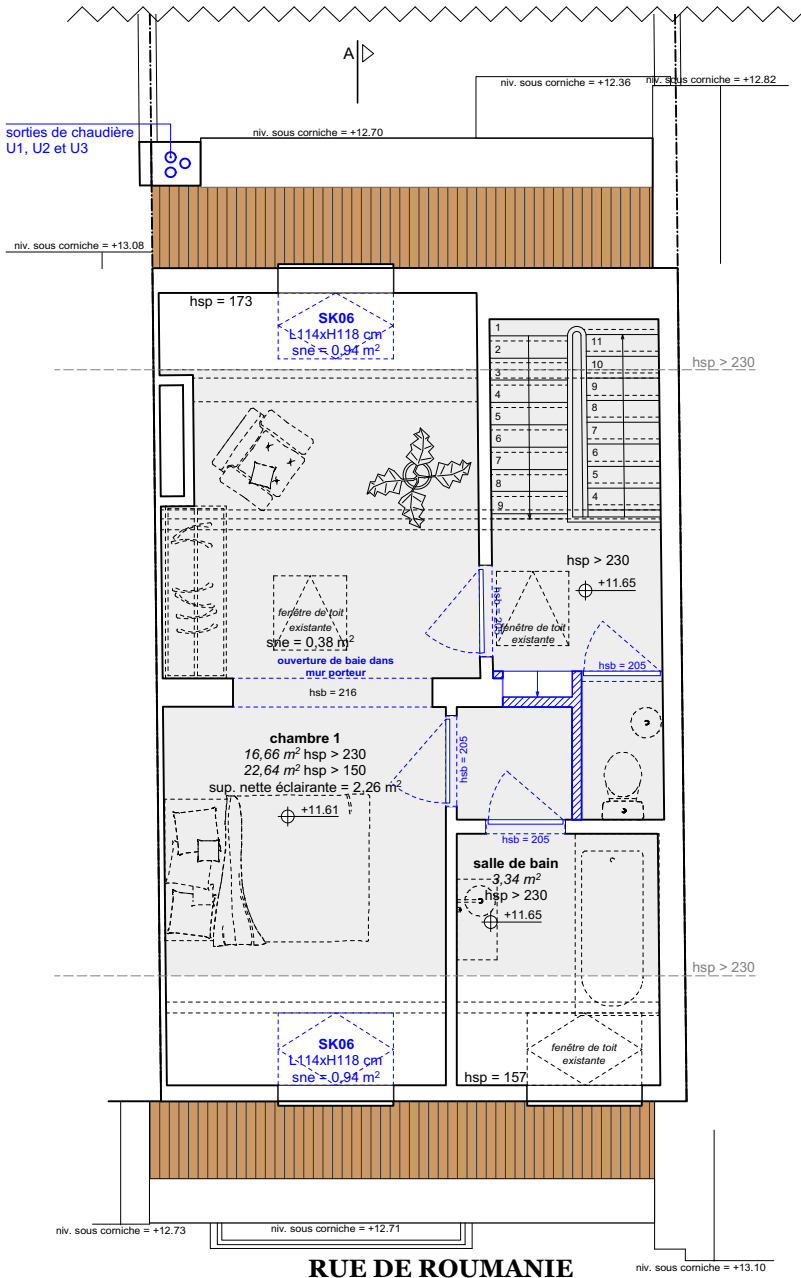 A
niv. sous corniche = +12.36
niv. sous corniche = +12.82
sorties de chaudière
U1, U2 et U3
niv. sous corniche = +12.70
niv. sous corniche = +13.08
hsp = 173
SK06
L114xH118 cm
sne = 0,94 m²
hsp > 230
1
2
3
4
5
6
7
8
9
11
10
9
8
7
6
5
4
hsp > 230
+11.65
hsb = 205
fenêtre de toit
existante
sne = 0,38 m²
fenêtre de toit
existante
ouverture de baie dans
mur porteur
hsb = 216
hsb = 205
chambre 1
16,66 m² hsp > 230
22,64 m² hsp > 150
sup. nette éclairante = 2,26 m²
+11.61
hsb = 205
hsb = 205
salle de bain
3,34 m²
hsp > 230
+11.65
hsp > 230
SK06
L114xH118 cm
sne = 0,94 m²
fenêtre de toit
existante
hsp = 157
niv. sous corniche = +12.73
niv. sous corniche = +12.71
RUE DE ROUMANIE
niv. sous corniche = +13.10